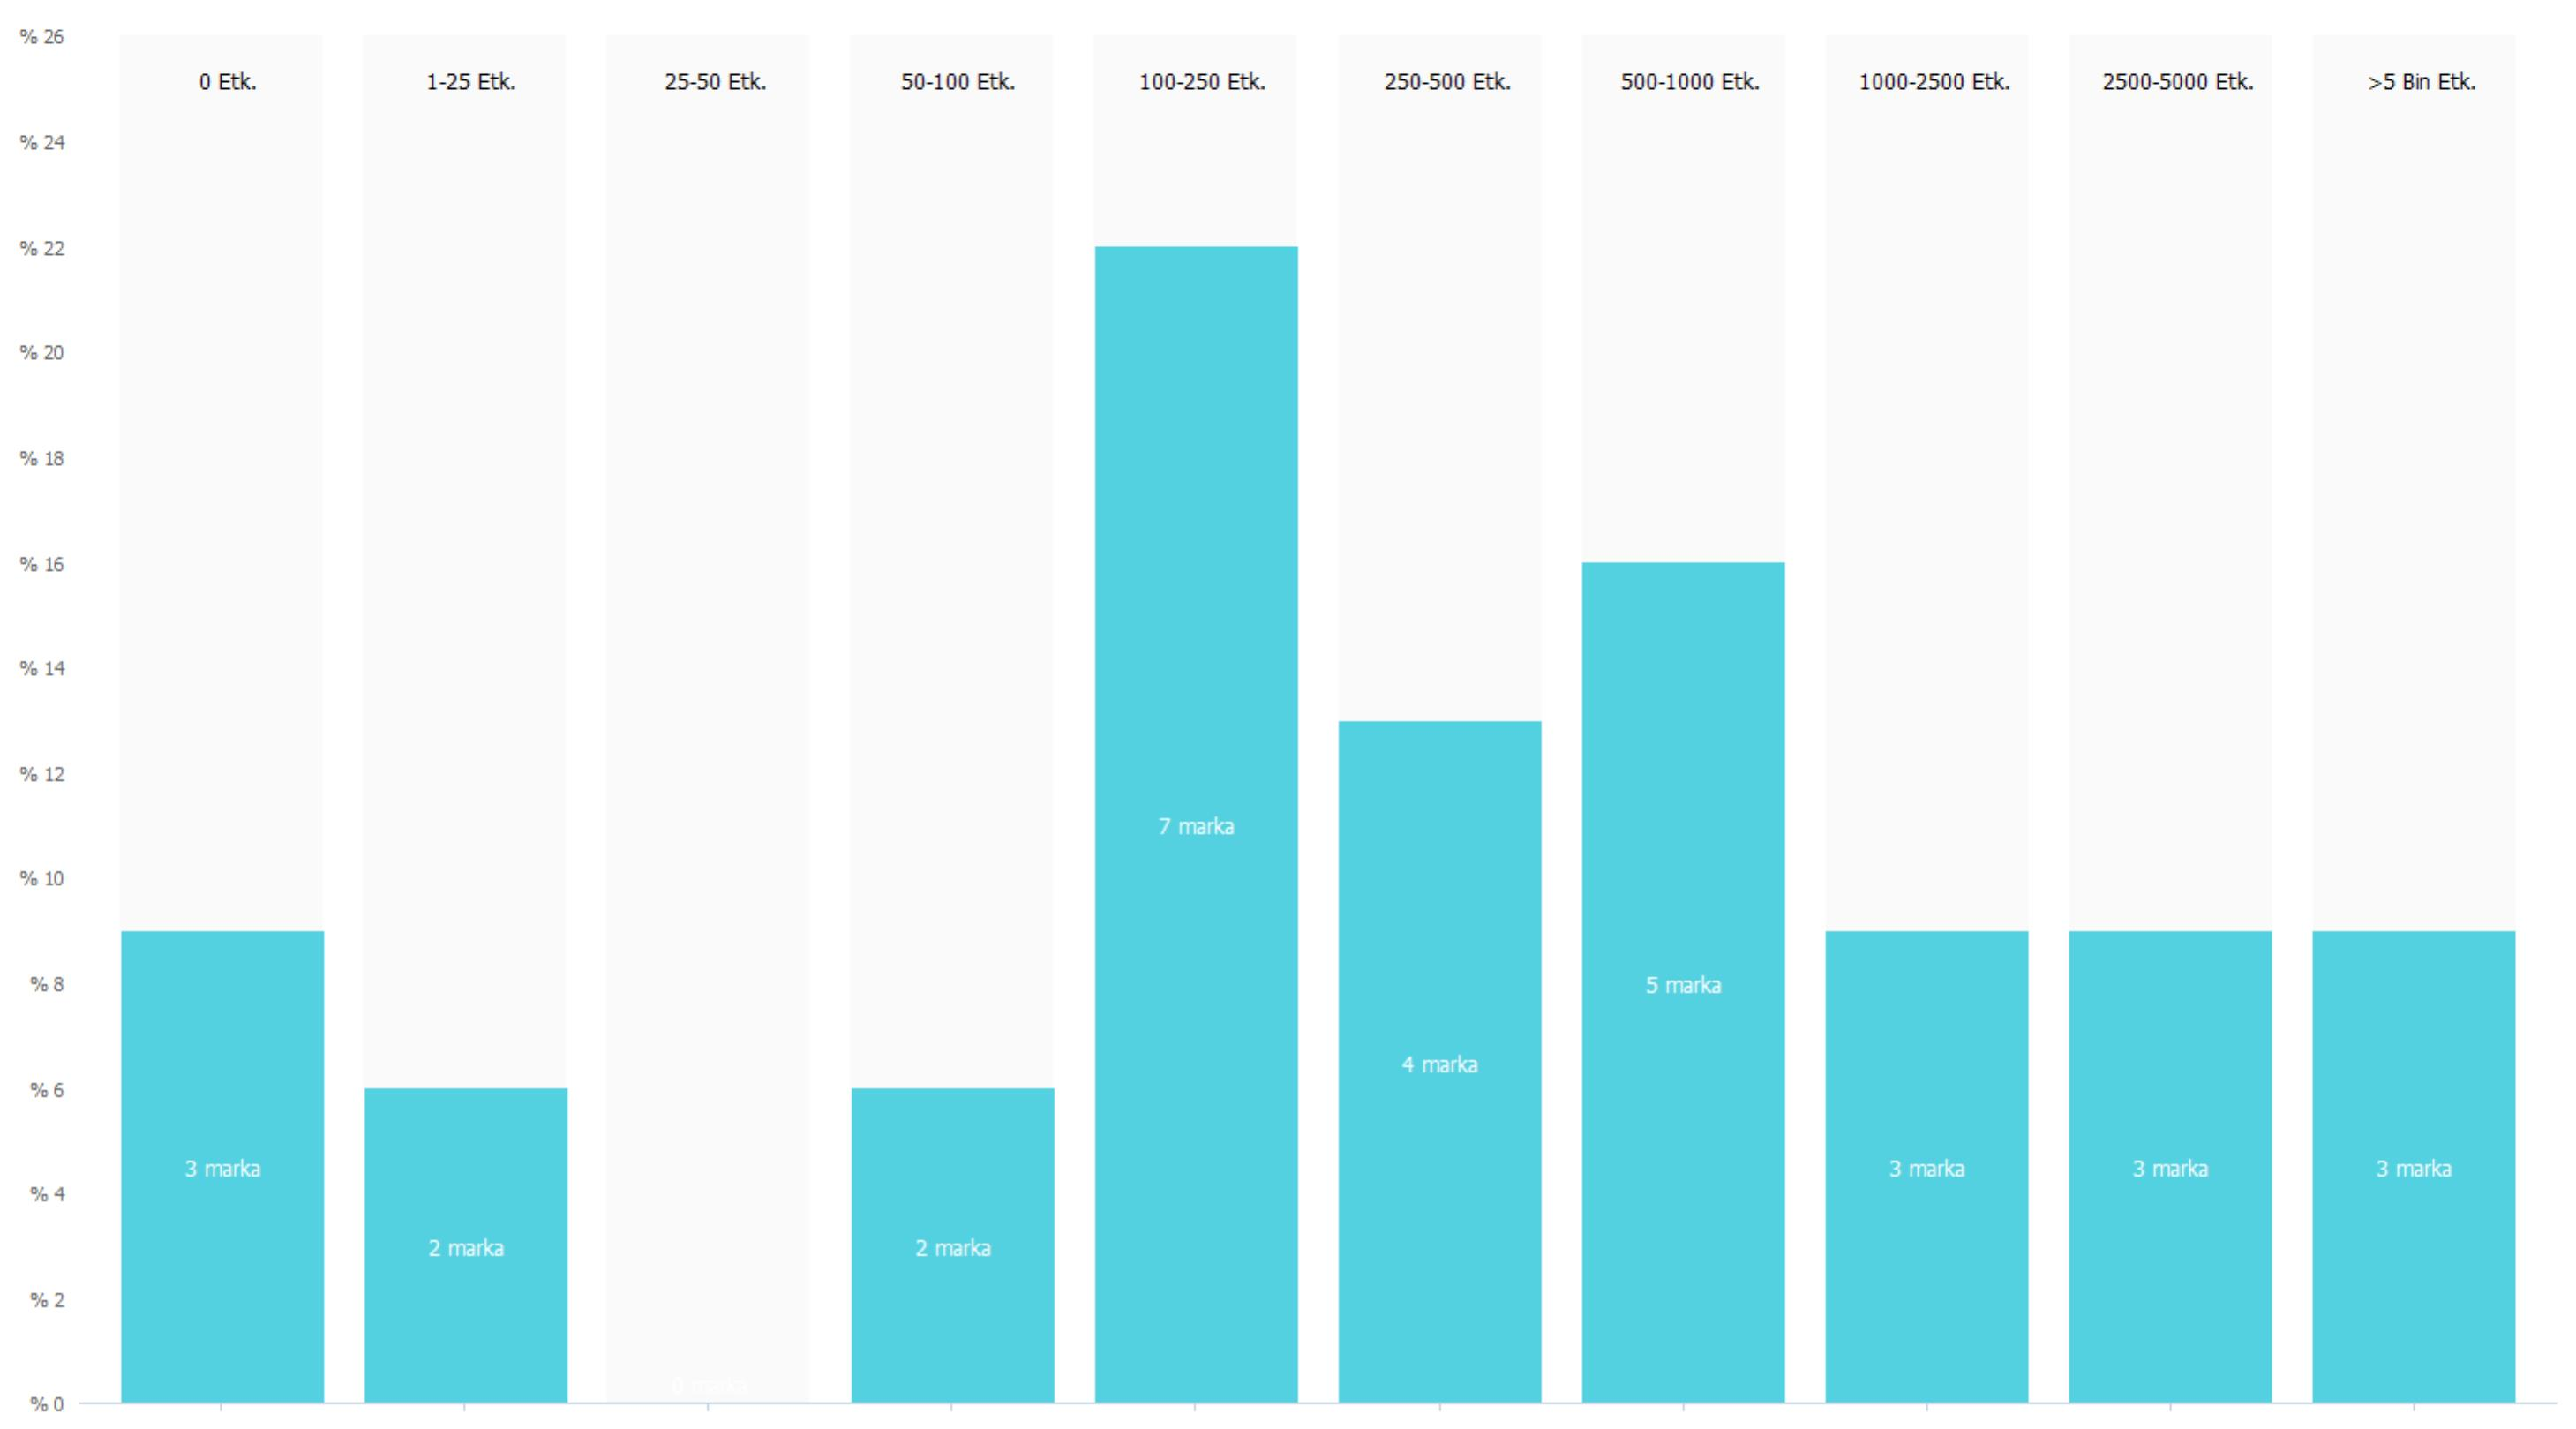 % 26
% 24
% 22
% 20
% 18
% 16
% 14
% 12
% 10
% 8
% 6
% 4
% 2
% 0
0 Etk.
1-25 Etk.
25-50 Etk.
50-100 Etk.
100-250 Etk.
250-500 Etk.
500-1000 Etk.
1000-2500 Etk.
2500-5000 Etk.
>5 Bin Etk.
3 marka
2 marka
0 marka
2 marka
7 marka
4 marka
5 marka
3 marka
3 marka
3 marka